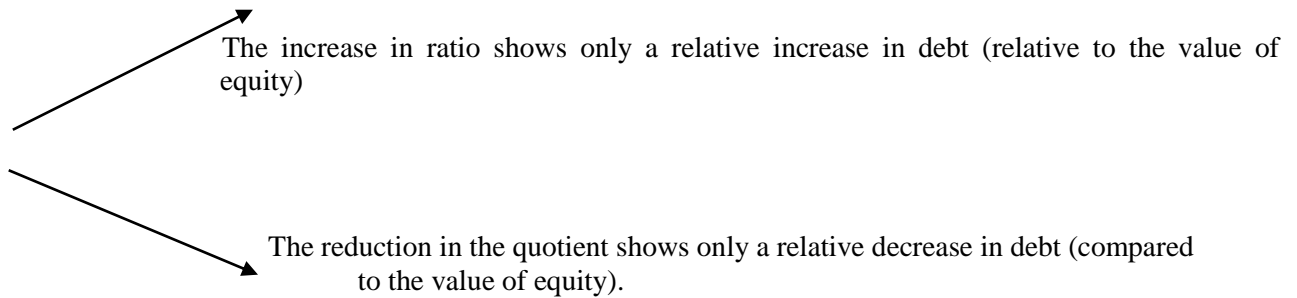 The increase in ratio shows only a relative increase in debt (relative to the value of
equity)
The reduction in the quotient shows only a relative decrease in debt (compared
to the value of equity).